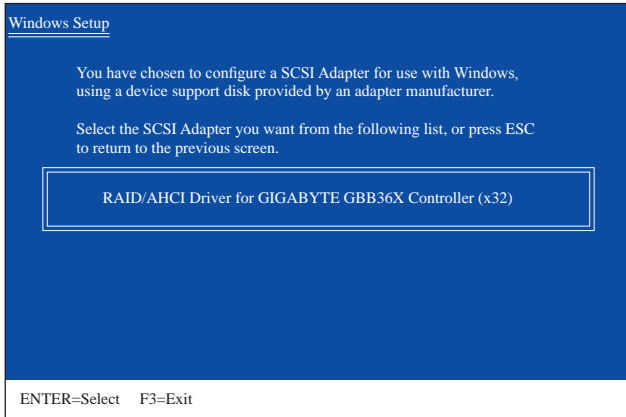 Windows Setup
You have chosen to configure a SCSI Adapter for use with Windows,
using a device support disk provided by an adapter manufacturer.
Select the SCSI Adapter you want from the following list, or press ESC
to return to the previous screen.
RAID/AHCI Driver for GIGABYTE GBB36X Controller (x32)
ENTER=Select F3=Exit